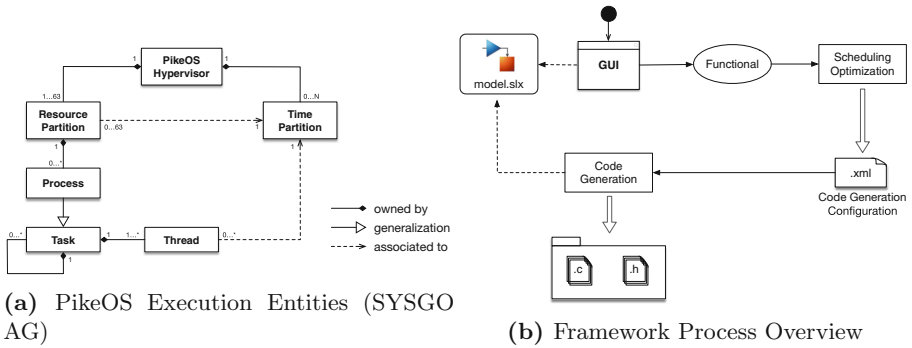 PikeOS
Hypervisor
1
1
1...63
0...N
Resource
Partition
0...63
1
Time
Partition
1
1
0...*
Process
0...*
Task
1
1...*
Thread
0...*
1
owned by
generalization
associated to
(a) PikeOS Execution Entities (SYSGO
AG)
model.slx
GUI
Functional
Scheduling
Optimization
Code
Generation
.xml
Code Generation
Configuration
.c
.h
(b) Framework Process Overview